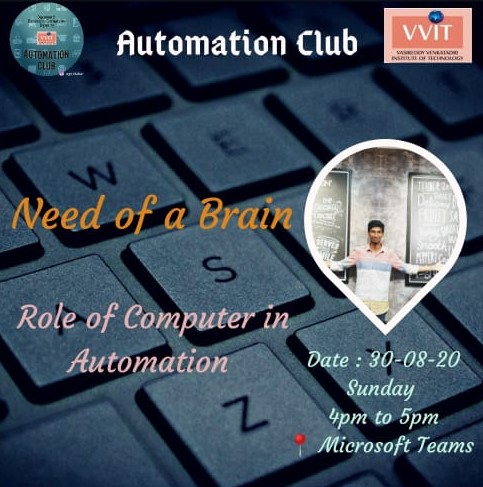 AUTOMATION
CLUB
Automation Club
VVIT
VASIREDDY VENKATADRI
INSTITUTE OF TECHNOLOGY
W
E
R
Need of a Brain
S
A
Role of Computer in
Automation
Z
Date : 30-08-20
Sunday
4pm to 5pm
Microsoft Teams